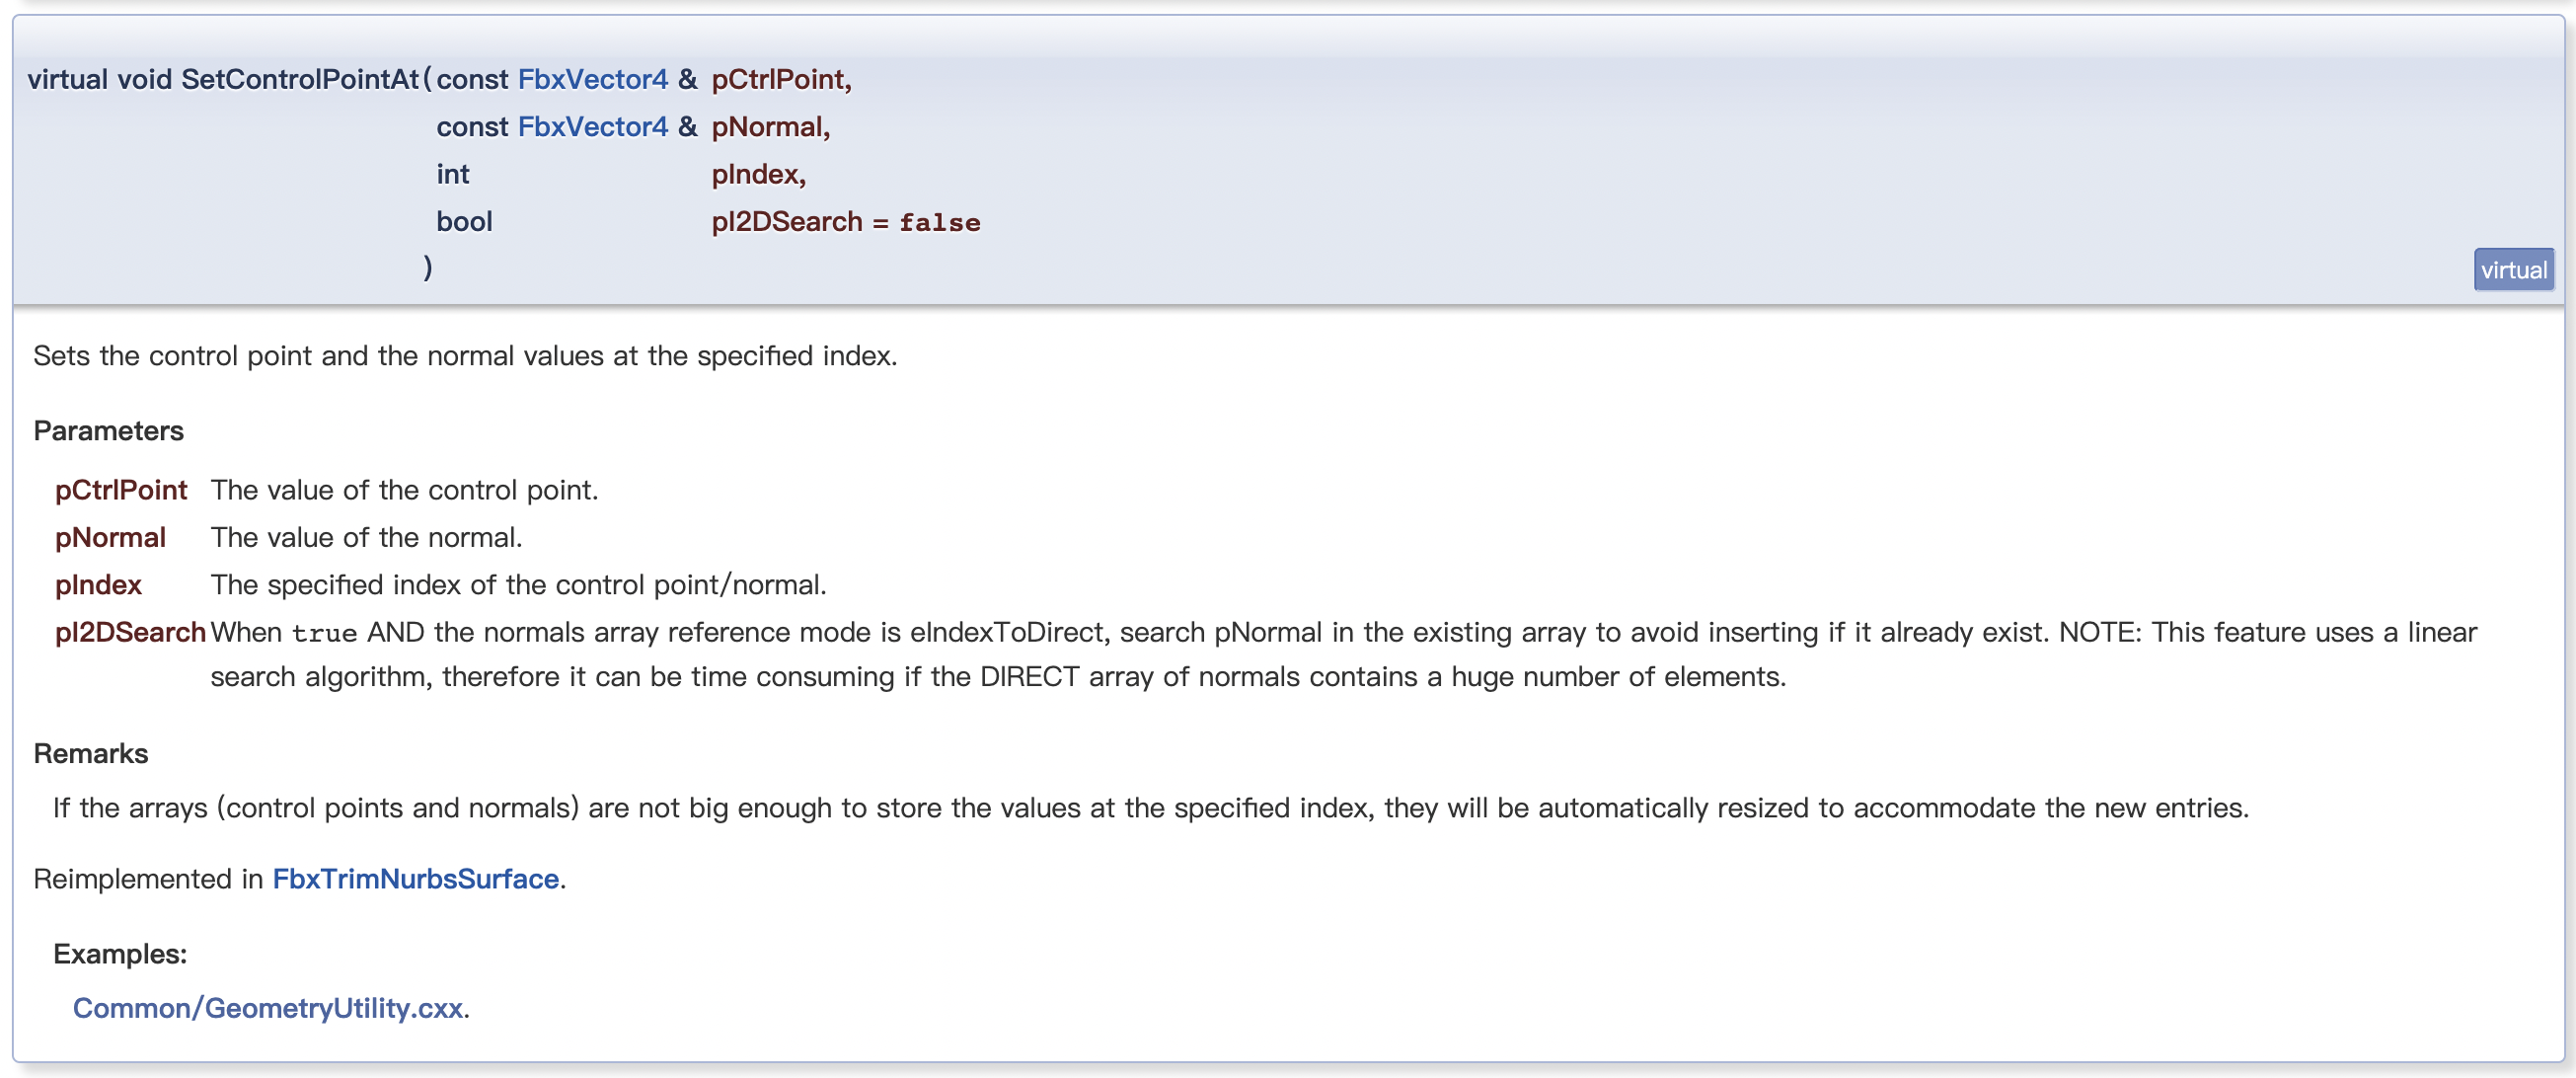 virtual void SetControlPointAt ( const FbxVector4 & pCtrlPoint,
const FbxVector4 & pNormal,
int pIndex,
bool pI2DSearch = false
)
virtual
Sets the control point and the normal values at the specified index.
Parameters
pCtrlPoint The value of the control point.
pNormal The value of the normal.
pIndex The specified index of the control point/normal.
pI2DSearch When true AND the normals array reference mode is eIndexToDirect, search pNormal in the existing array to avoid inserting if it already exist. NOTE: This feature uses a linear
search algorithm, therefore it can be time consuming if the DIRECT array of normals contains a huge number of elements.
Remarks
If the arrays (control points and normals) are not big enough to store the values at the specified index, they will be automatically resized to accommodate the new entries.
Reimplemented in FbxTrimNurbsSurface.
Examples:
Common/GeometryUtility.cxx.